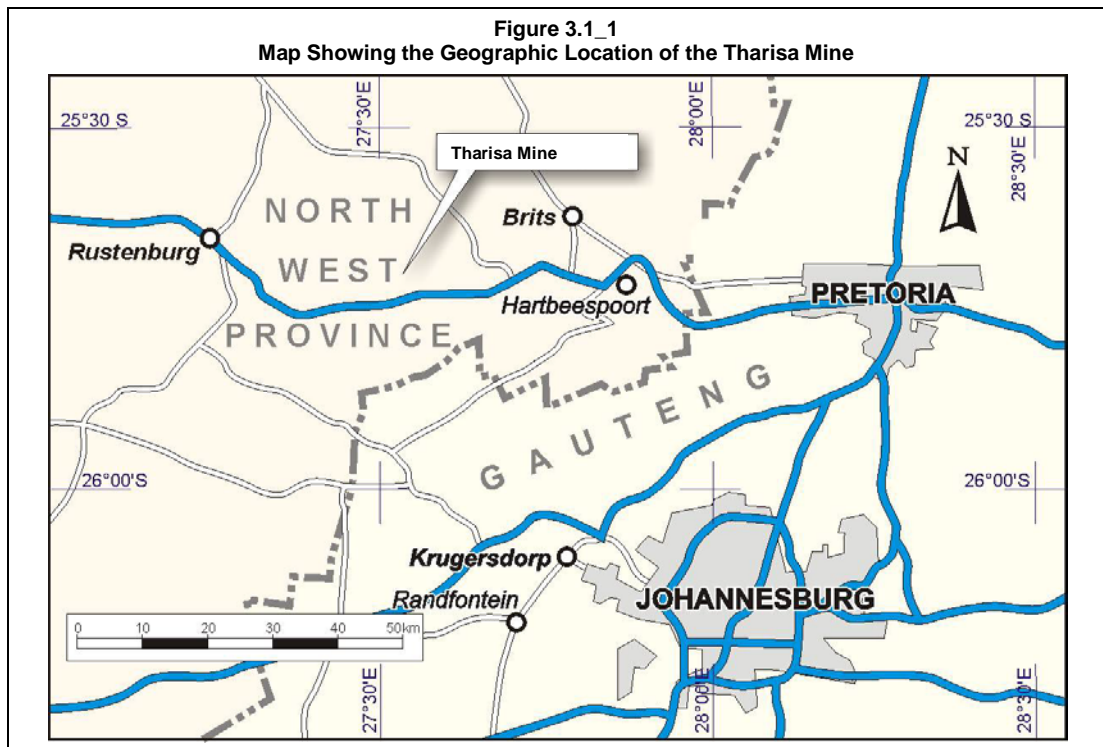 Figure 3.1_1
Map Showing the Geographic Location of the Tharisa Mine
25°30 S
27°30'E
28°00'E
25°30 S
28°30'E
Tharisa Mine
N
NORTH
WEST
PROVINCE
Brits
Rustenburg
Hartbeespoort
PRETORIA
GAUTENG
26°00'S
26°00'S
Krugersdorp
Randfontein
JOHANNESBURG
0 10 20 30 40 50km
27°30'E
28°00'E
28°30'E